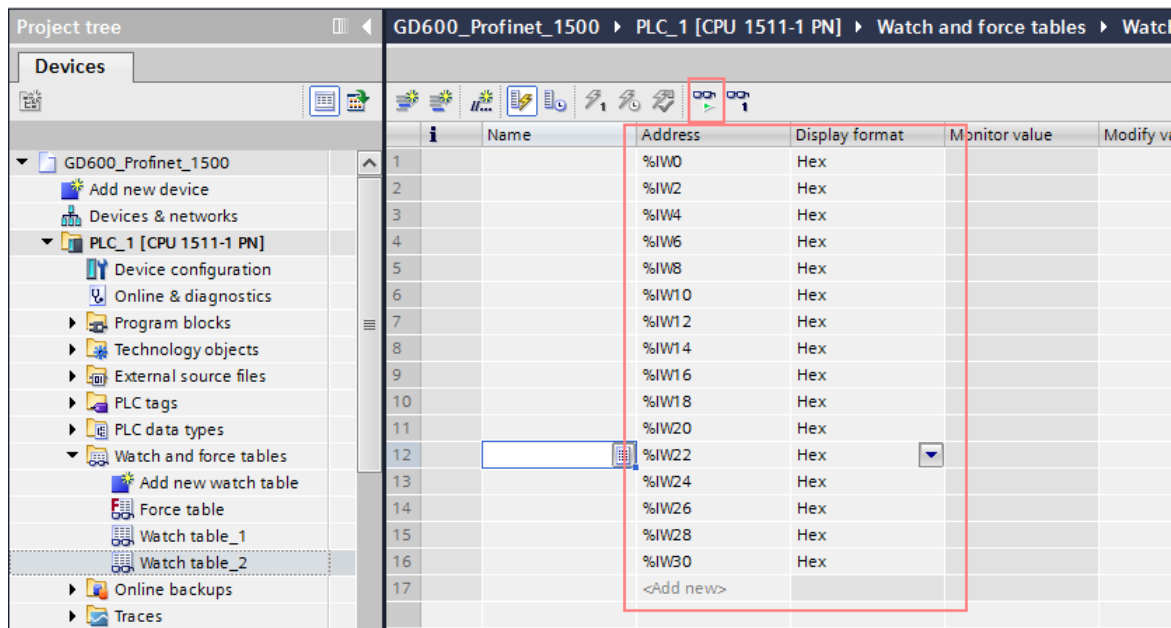 Project tree
GD600_Profinet_1500 PLC_1 [CPU 1511-1 PN] Watch and force tables
Devices
i Name Address Display format Monitor value Modify
GD600_Profinet_1500
Add new device
Devices & networks
PLC_1 [CPU 1511-1 PN]
Device configuration
Online & diagnostics
Program blocks
Technology objects
External source files
PLC tags
PLC data types
Watch and force tables
Add new watch table
Force table
Watch table_1
Watch table_2
Online backups
Traces
1 %IW0 Hex
2 %IW2 Hex
3 %IW4 Hex
4 %IW6 Hex
5 %IW8 Hex
6 %IW10 Hex
7 %IW12 Hex
8 %IW14 Hex
9 %IW16 Hex
10 %IW18 Hex
11 %IW20 Hex
12 %IW22 Hex
13 %IW24 Hex
14 %IW26 Hex
15 %IW28 Hex
16 %IW30 Hex
17 <Add new>